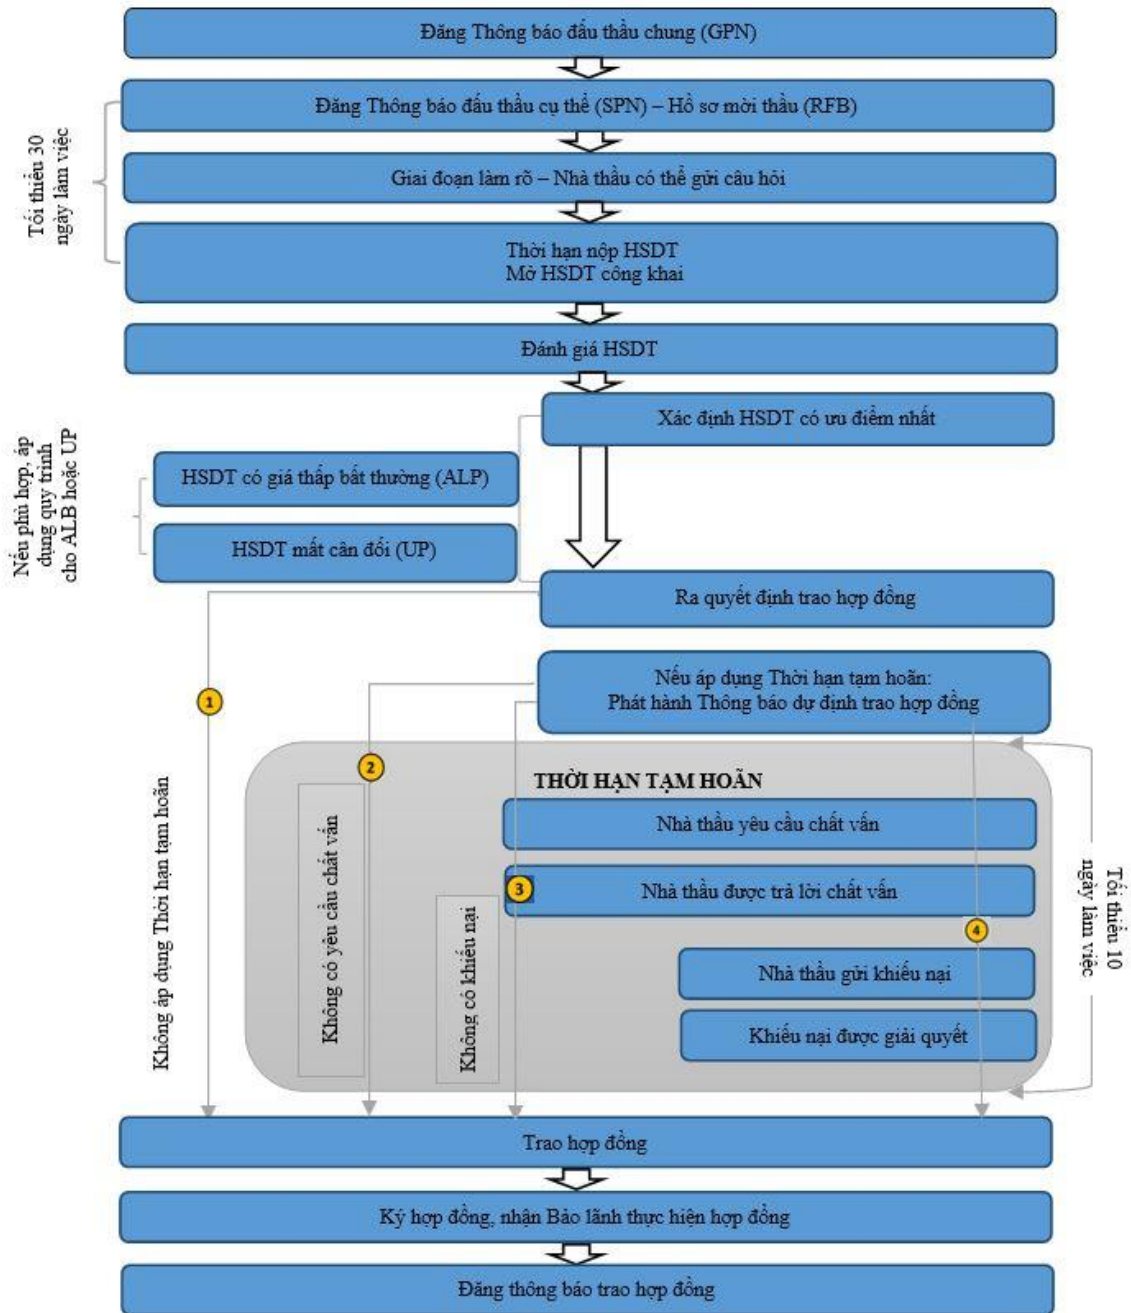 Đăng Thông báo đấu thầu chung (GPN)
Đăng Thông báo đấu thầu cụ thể (SPN) – Hồ sơ mời thầu (RFB)
Tối thiểu 30
ngày làm việc
Giai đoạn làm rõ – Nhà thầu có thể gửi câu hỏi
Thời hạn nộp HSDT
Mở HSDT công khai
Đánh giá HSDT
Xác định HSDT có ưu điểm nhất
Nếu phù hợp, áp
dụng quy trình
cho ALB hoặc UP
HSDT có giá thấp bất thường (ALP)
HSDT mất cân đối (UP)
Ra quyết định trao hợp đồng
Nếu áp dụng Thời hạn tạm hoãn:
Phát hành Thông báo dự định trao hợp đồng
1
Không áp dụng Thời hạn tạm hoãn
2
Không có yêu cầu chất vấn
THỜI HẠN TẠM HOÃN
Nhà thầu yêu cầu chất vấn
3
Nhà thầu được trả lời chất vấn
Không có khiếu nại
4
Nhà thầu gửi khiếu nại
Khiếu nại được giải quyết
Tối thiểu 10
ngày làm việc
Trao hợp đồng
Ký hợp đồng, nhận Bảo lãnh thực hiện hợp đồng
Đăng thông báo trao hợp đồng